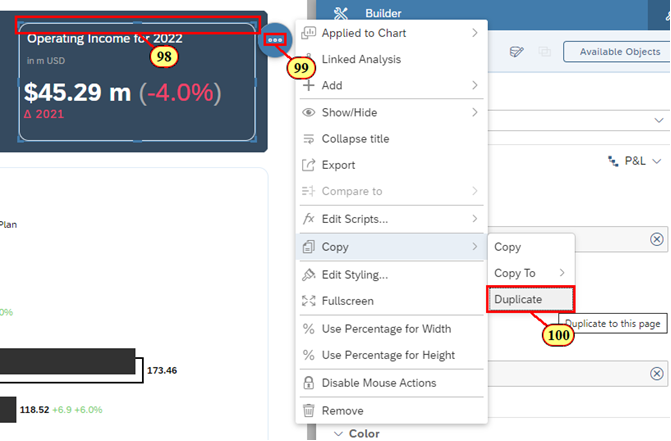 Operating Income for 2022
98
in m USD
$45.29 m (-4.0%)
Δ 2021
99
Plan
0%
173.46
118.52 +6.9 +6.0%
Applied to Chart
Linked Analysis
Add
Show/Hide
Collapse title
Export
Compare to
Edit Scripts...
Copy
Edit Styling...
Fullscreen
Use Percentage for Width
Use Percentage for Height
Disable Mouse Actions
Remove
Copy
Copy To
Duplicate
Duplicate to this page
100
Builder
Available Objects
P&L
Color